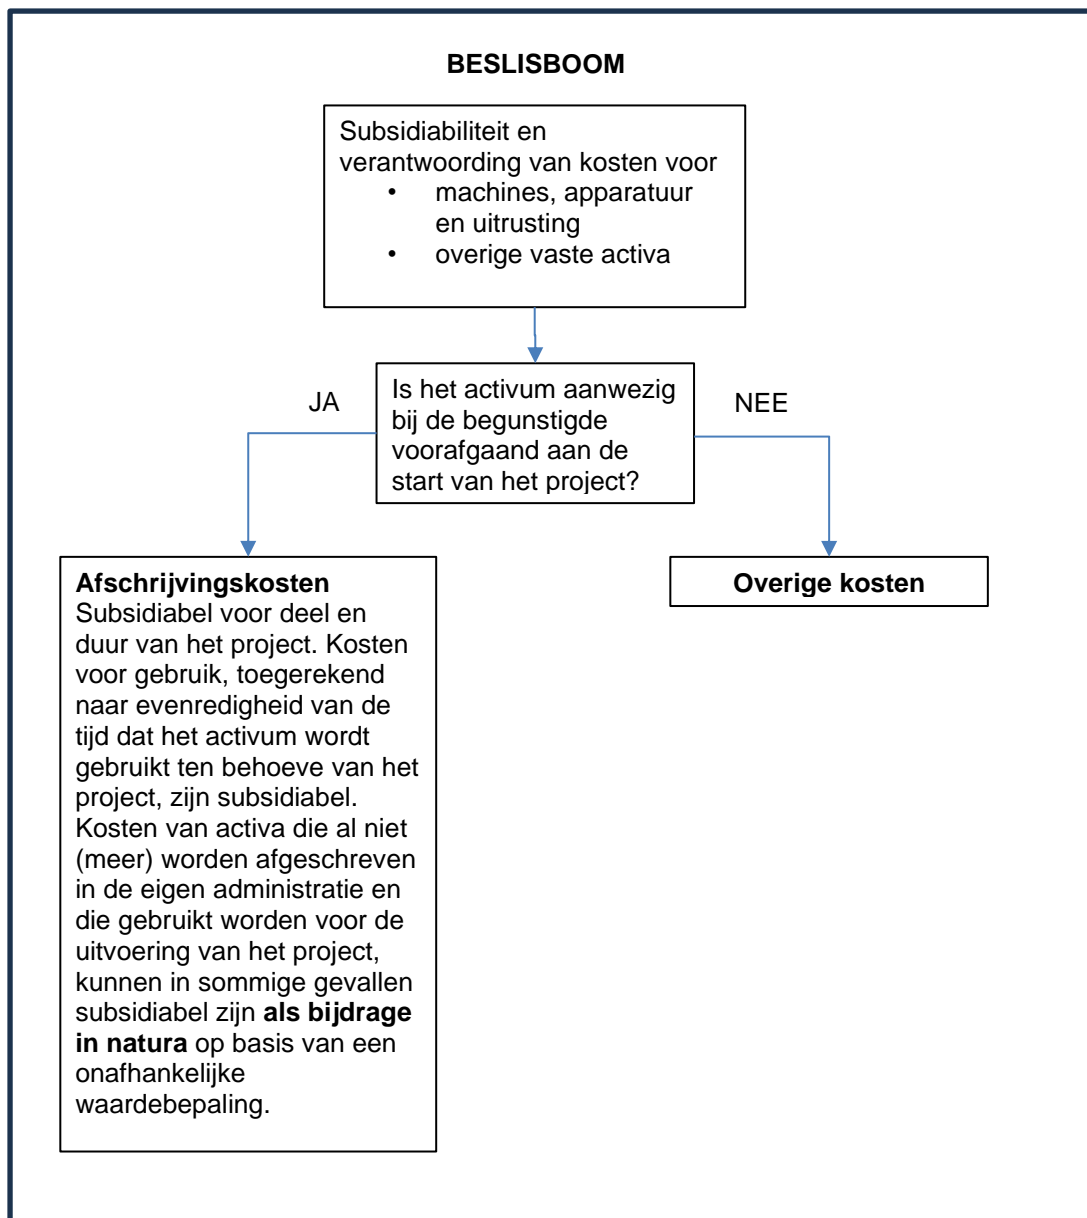 BESLISBOOM
Subsidiabiliteit en
verantwoording van kosten voor
• machines, apparatuur
en uitrusting
• overige vaste activa
Is het activum aanwezig
bij de begunstigde
voorafgaand aan de
start van het project?
JA
NEE
Afschrijvingskosten
Subsidiabel voor deel en
duur van het project. Kosten
voor gebruik, toegerekend
naar evenredigheid van de
tijd dat het activum wordt
gebruikt ten behoeve van het
project, zijn subsidiabel.
Kosten van activa die al niet
(meer) worden afgeschreven
in de eigen administratie en
die gebruikt worden voor de
uitvoering van het project,
kunnen in sommige gevallen
subsidiabel zijn als bijdrage
in natura op basis van een
onafhankelijke
waardebepaling.
Overige kosten